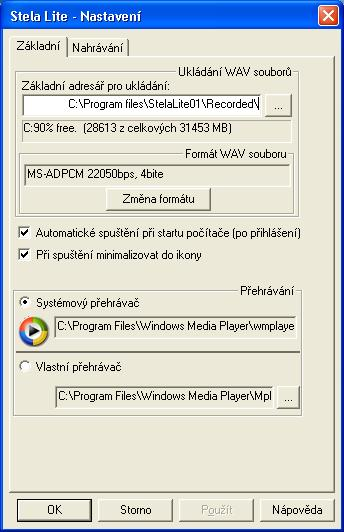 Stela Lite - Nastavení
Základní
Nahrávání
Ukládání WAV souborů
Základní adresář pro ukládání:
C:\Program files\StelaLite01\Recorded\
...
C:90% free. (28613 z celkových 31453 MB)
Formát WAV souboru
MS-ADPCM 22050bps, 4bite
Změna formátu
Automatické spuštění při startu počítače (po přihlášení)
Při spuštění minimalizovat do ikony
Přehrávání
Systémový přehrávač
C:\Program Files\Windows Media Player\wmplaye
Vlastní přehrávač
C:\Program Files\Windows Media Player\Mpl
...
OK
Storno
Použít
Nápověda